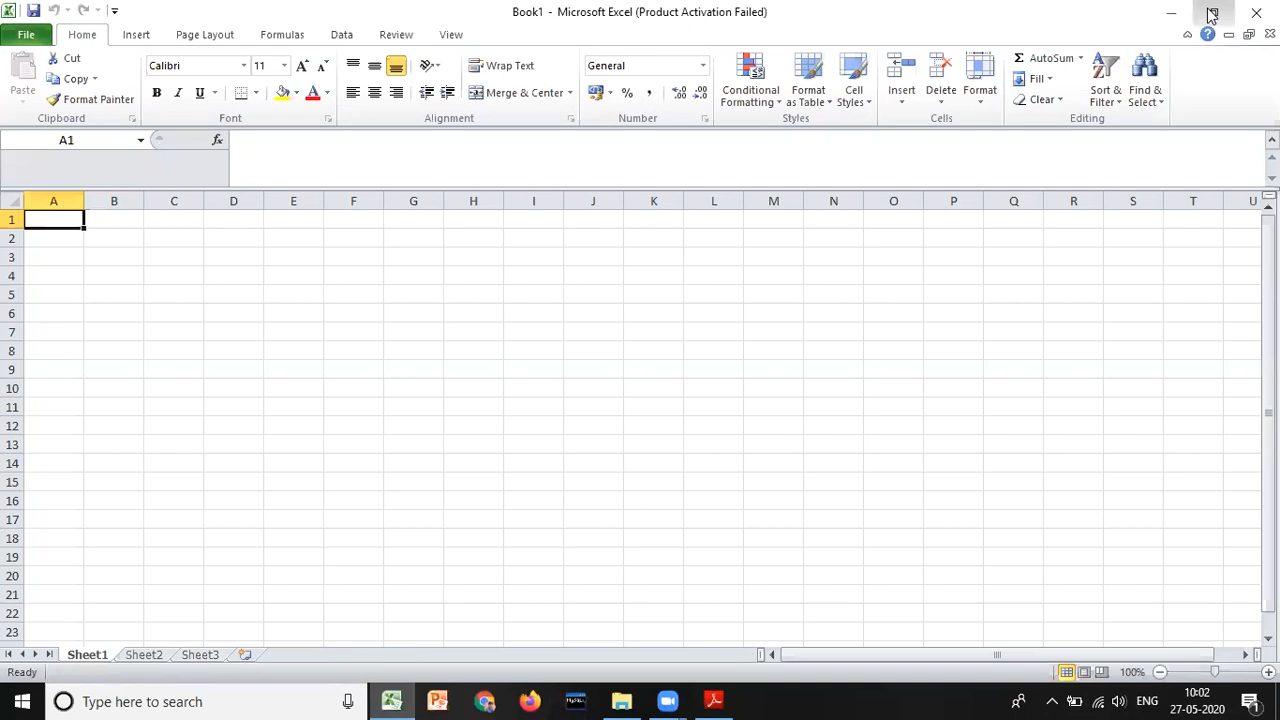 Book1 - Microsoft Excel (Product Activation Failed)
File Home Insert Page Layout Formulas Data Review View
Paste
Cut
Copy
Format Painter
Clipboard
Calibri 11
B I U
A A
Font
Wrap Text
Merge & Center
Alignment
General
%
Number
Conditional Formatting
Format as Table
Cell Styles
Styles
Insert
Delete
Format
Cells
Σ AutoSum
Fill
Clear
Sort & Filter
Find & Select
Editing
A1
fx
A B C D E F G H I J K L M N O P Q R S T U
1
2
3
4
5
6
7
8
9
10
11
12
13
14
15
16
17
18
19
20
21
22
23
Sheet1 Sheet2 Sheet3
Ready
100%
Type here to search
ENG
10:02
27-05-2020
1